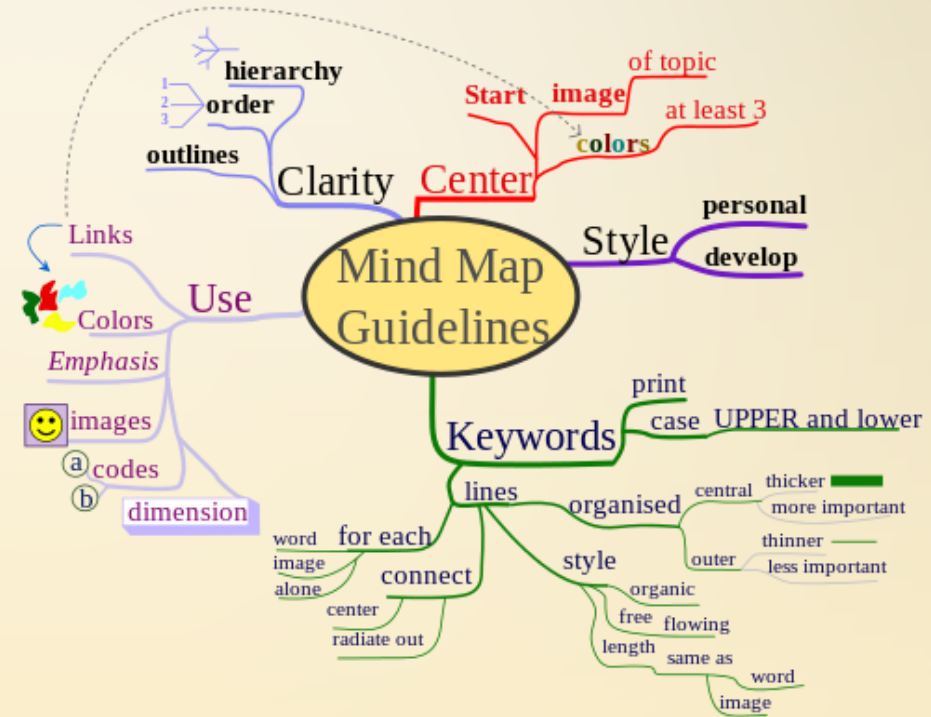 Mind Map
Guidelines
Center
Start
image
of topic
colors
at least 3
Style
personal
develop
Keywords
print
case
UPPER and lower
lines
organised
central
thicker
more important
outer
thinner
less important
style
organic
free flowing
length
same as
word
image
connect
center
radiate out
for each
word
image
alone
Use
Links
Colors
Emphasis
images
codes
a
b
dimension
Clarity
hierarchy
order
1
2
3
outlines